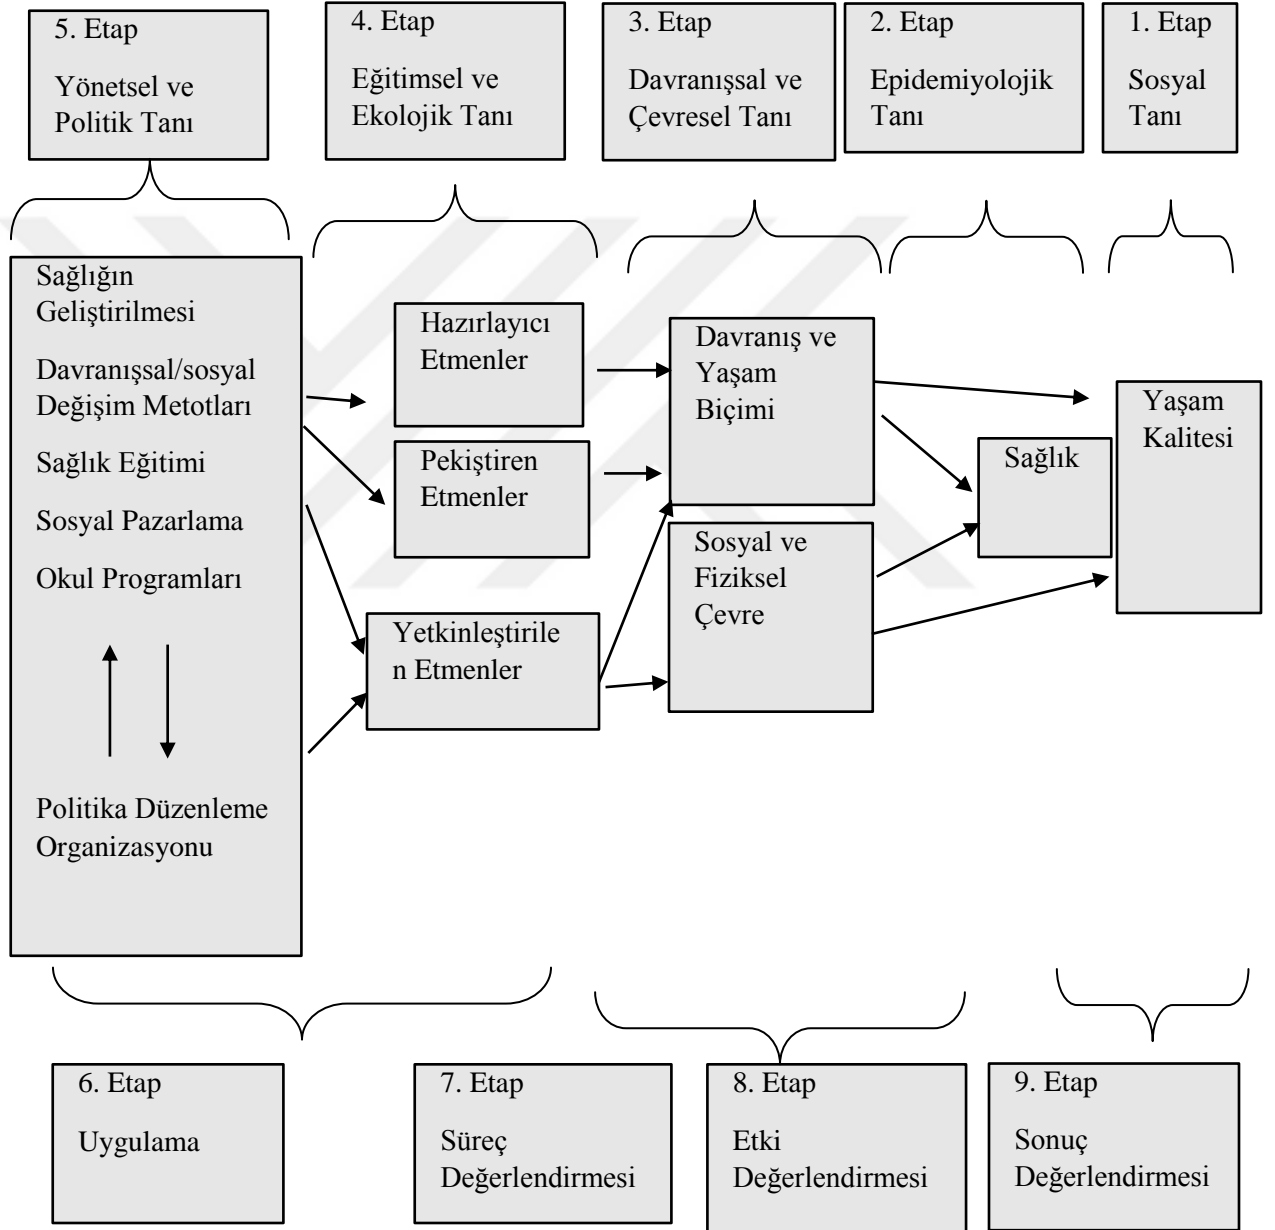 5. Etap
Yönetsel ve
Politik Tanı
4. Etap
Eğitimsel ve
Ekolojik Tanı
3. Etap
Davranışsal ve
Çevresel Tanı
2. Etap
Epidemiyolojik
Tanı
1. Etap
Sosyal
Tanı
Sağlığın
Geliştirilmesi
Davranışsal/sosyal
Değişim Metotları
Sağlık Eğitimi
Sosyal Pazarlama
Okul Programları
Politika Düzenleme
Organizasyonu
Hazırlayıcı
Etmenler
Pekiştiren
Etmenler
Yetkinleştirile
n Etmenler
Davranış ve
Yaşam
Biçimi
Sosyal ve
Fiziksel
Çevre
Sağlık
Yaşam
Kalitesi
6. Etap
Uygulama
7. Etap
Süreç
Değerlendirmesi
8. Etap
Etki
Değerlendirmesi
9. Etap
Sonuç
Değerlendirmesi